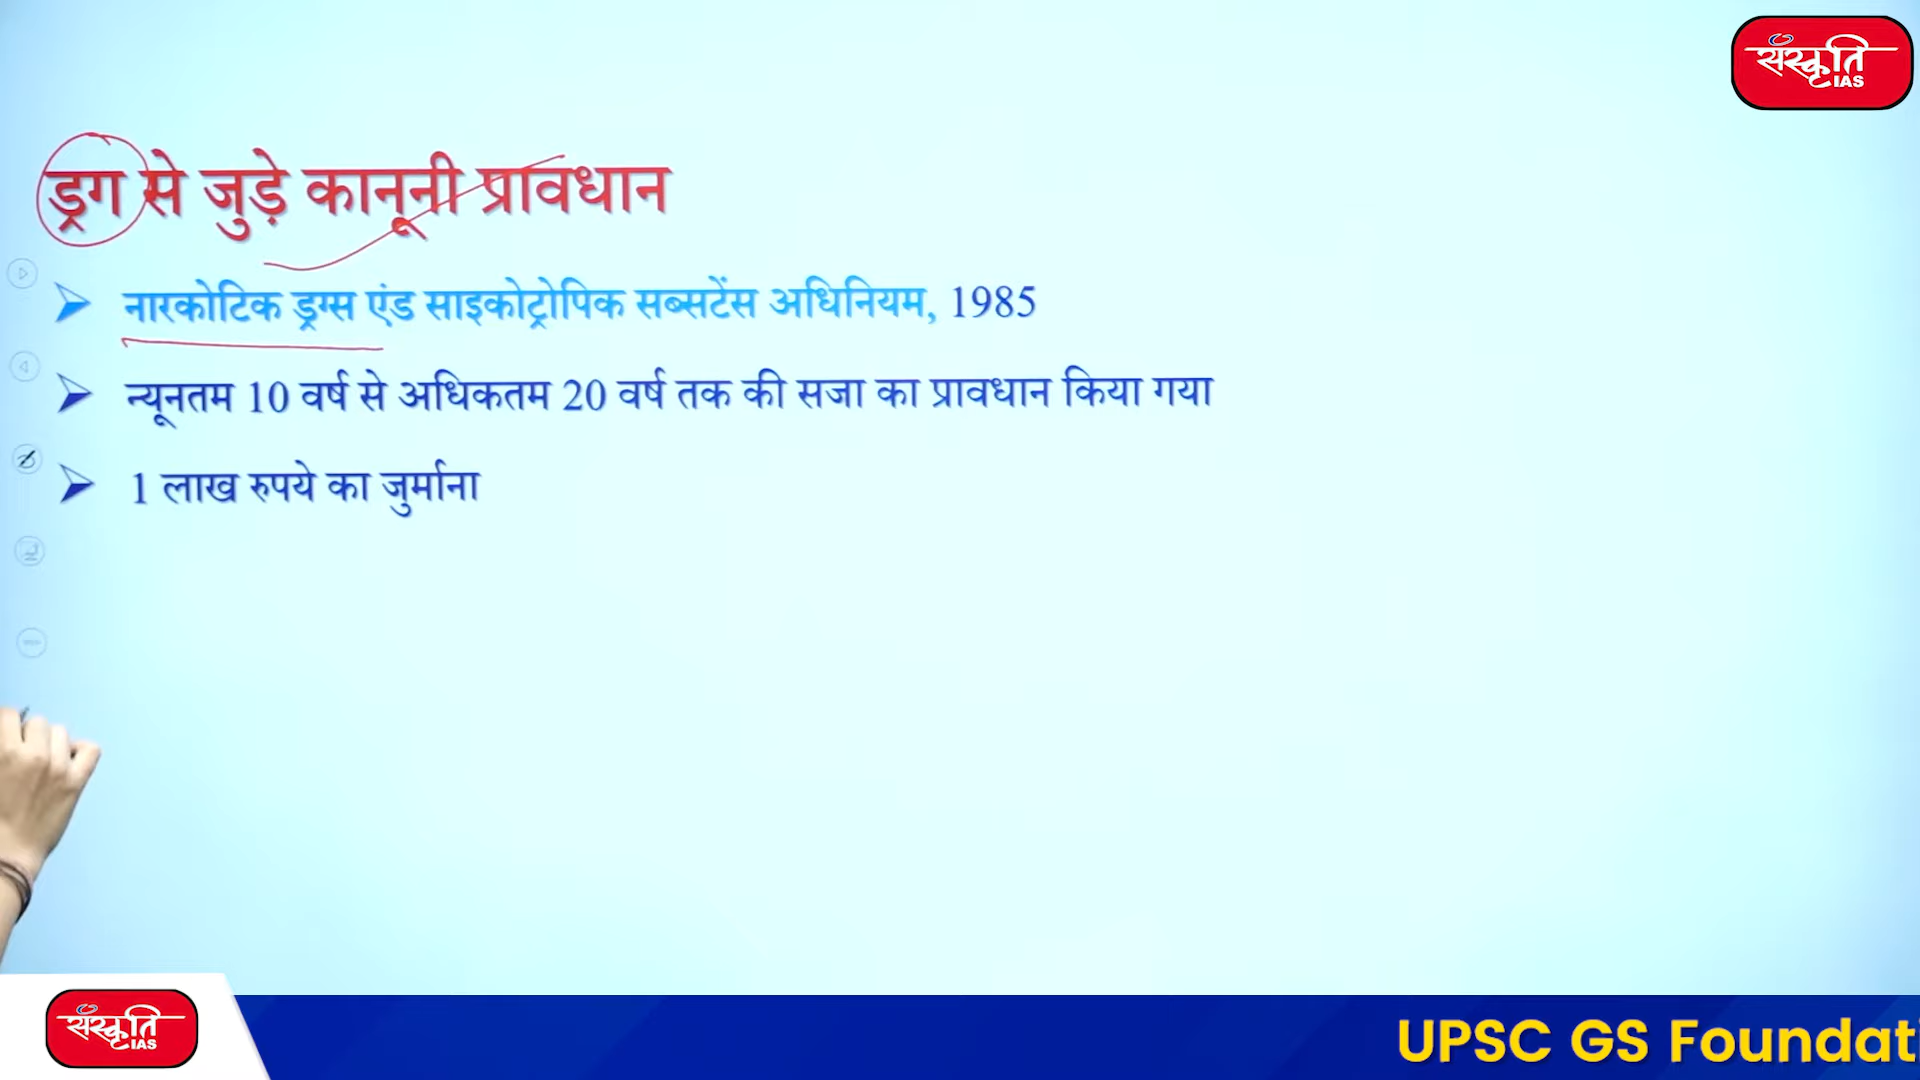 संस्कृति
IAS
ड्रग से जुड़े कानूनी प्रावधान
नारकोटिक ड्रग्स एंड साइकोट्रोपिक सब्सटेंस अधिनियम, 1985
न्यूनतम 10 वर्ष से अधिकतम 20 वर्ष तक की सजा का प्रावधान किया गया
1 लाख रुपये का जुर्माना
संस्कृति
IAS
UPSC GS Foundati